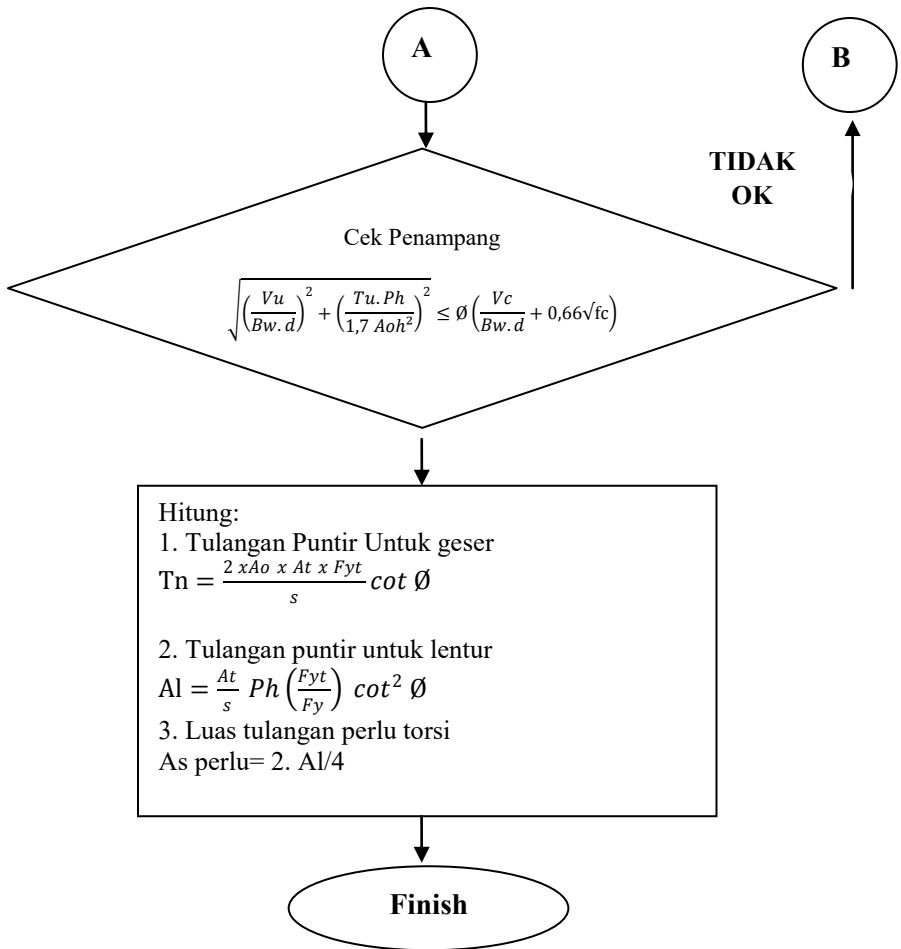 A
B
TIDAK
OK
Cek Penampang
√((Vu/Bw.d)² + (Tu.Ph/1,7 Aoh²)²) ≤ Ø (Vc/Bw.d + 0,66√fc)
Hitung:
1. Tulangan Puntir Untuk geser
Tn = (2 xAo x At x Fyt)/s cot Ø
2. Tulangan puntir untuk lentur
Al = At/s Ph (Fyt/Fy) cot² Ø
3. Luas tulangan perlu torsi
As perlu= 2. Al/4
Finish